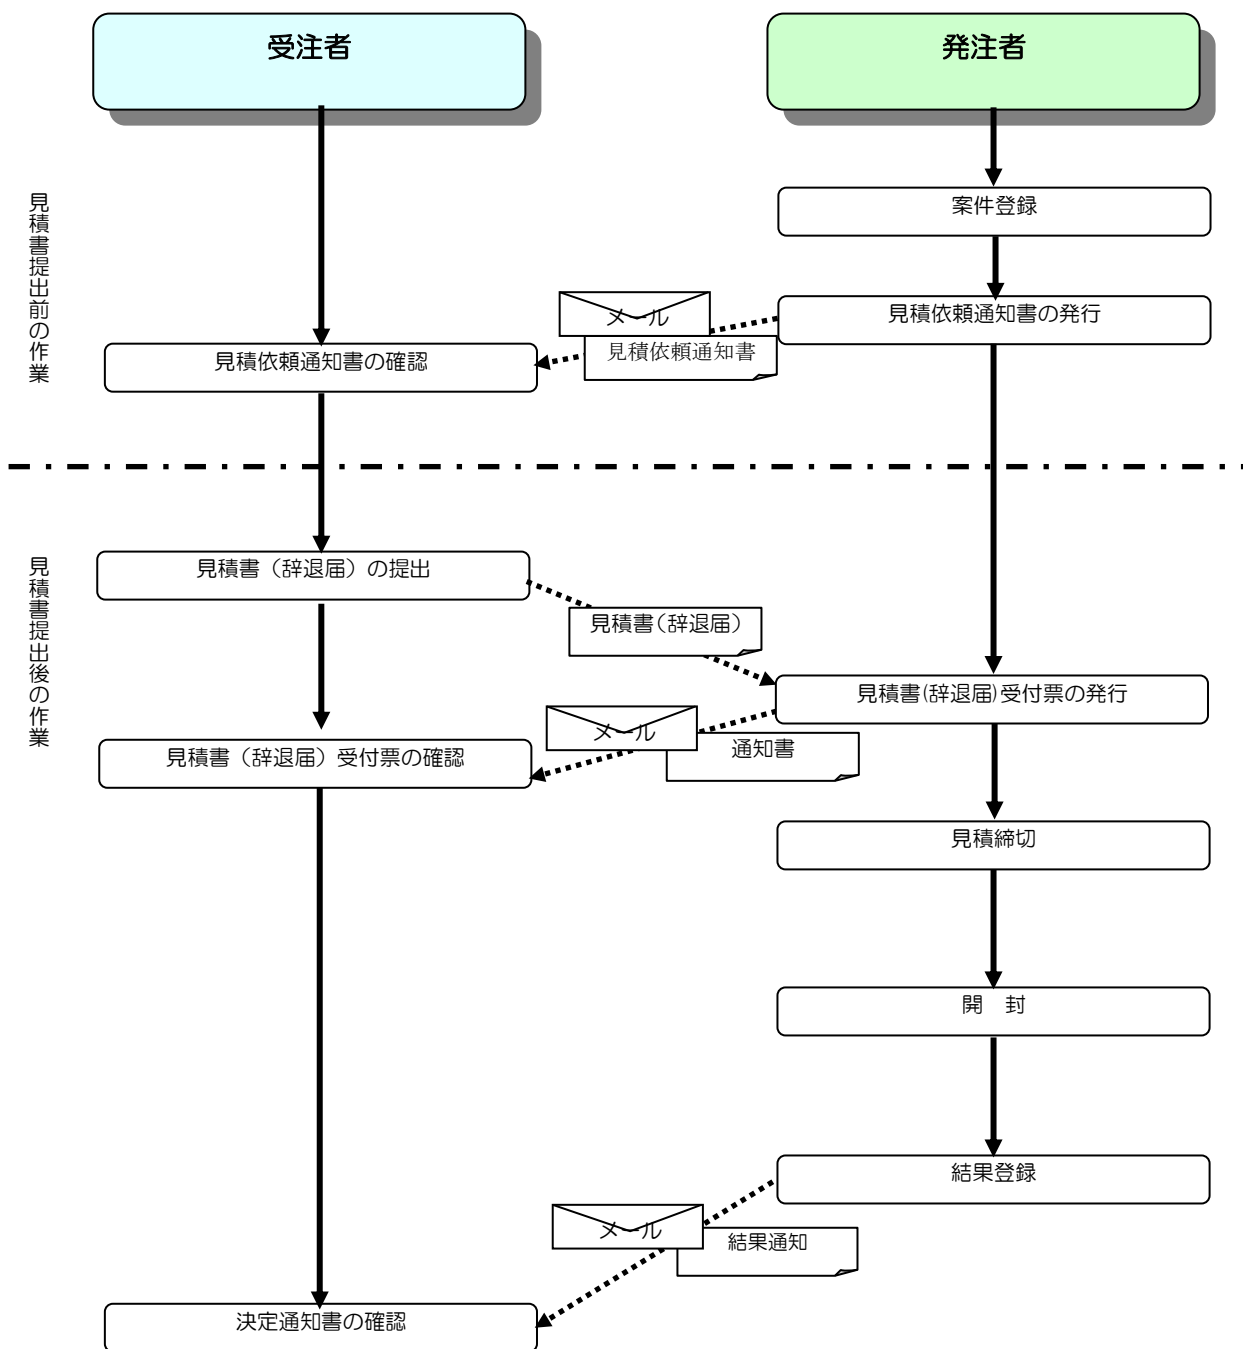 受注者
発注者
見積書提出前の作業
案件登録
見積依頼通知書の発行
メール
見積依頼通知書
見積依頼通知書の確認
見積書提出後の作業
見積書（辞退届）の提出
見積書（辞退届）
見積書(辞退届)受付票の発行
メール
通知書
見積書（辞退届）受付票の確認
見積締切
開　封
結果登録
メール
結果通知
決定通知書の確認